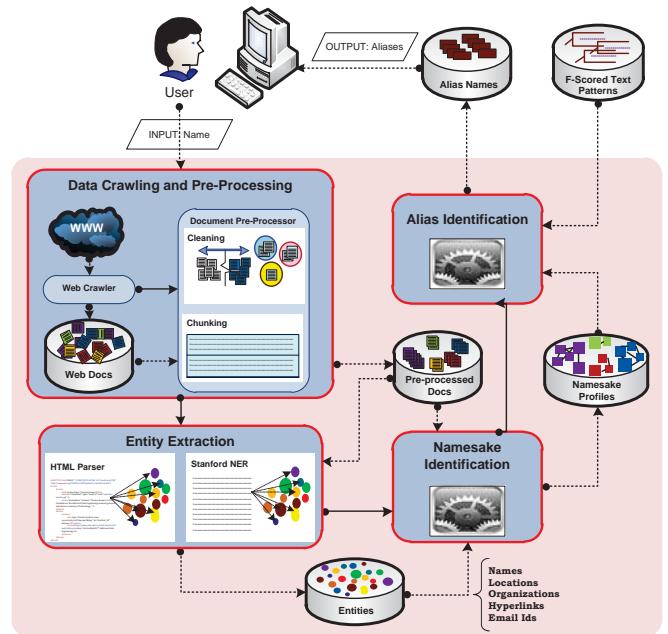 OUTPUT: Aliases
Alias Names
F-Scored Text
Patterns
User
INPUT: Name
Data Crawling and Pre-Processing
WWW
Web Crawler
Web Docs
Document Pre-Processor
Cleaning
Chunking
Alias Identification
Pre-processed
Docs
Namesake
Profiles
Entity Extraction
HTML Parser
Stanford NER
Namesake
Identification
Entities
Names
Locations
Organizations
Hyperlinks
Email Ids